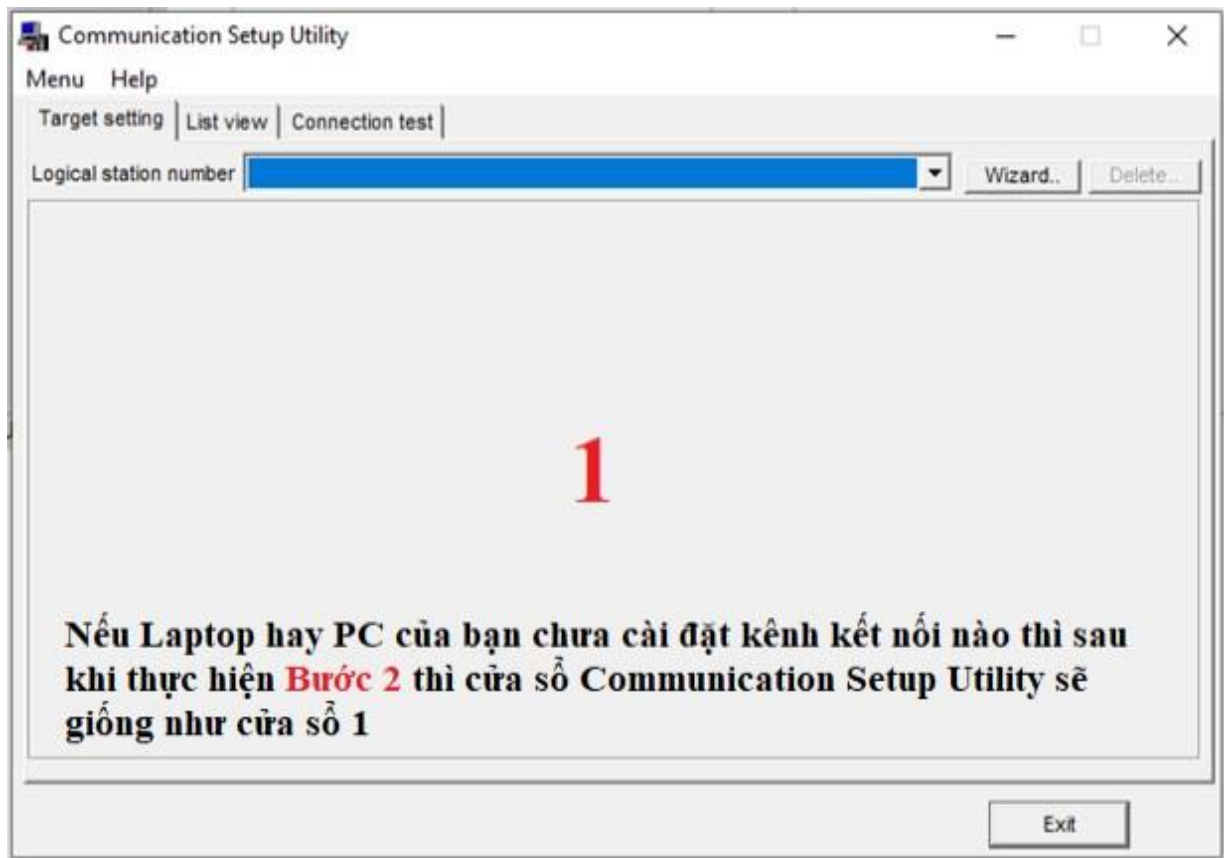 Communication Setup Utility
Menu Help
Target setting List view Connection test
Logical station number Wizard.. Delete...
1
Nếu Laptop hay PC của bạn chưa cài đặt kênh kết nối nào thì sau
khi thực hiện Bước 2 thì cửa sổ Communication Setup Utility sẽ
giống như cửa sổ 1
Exit